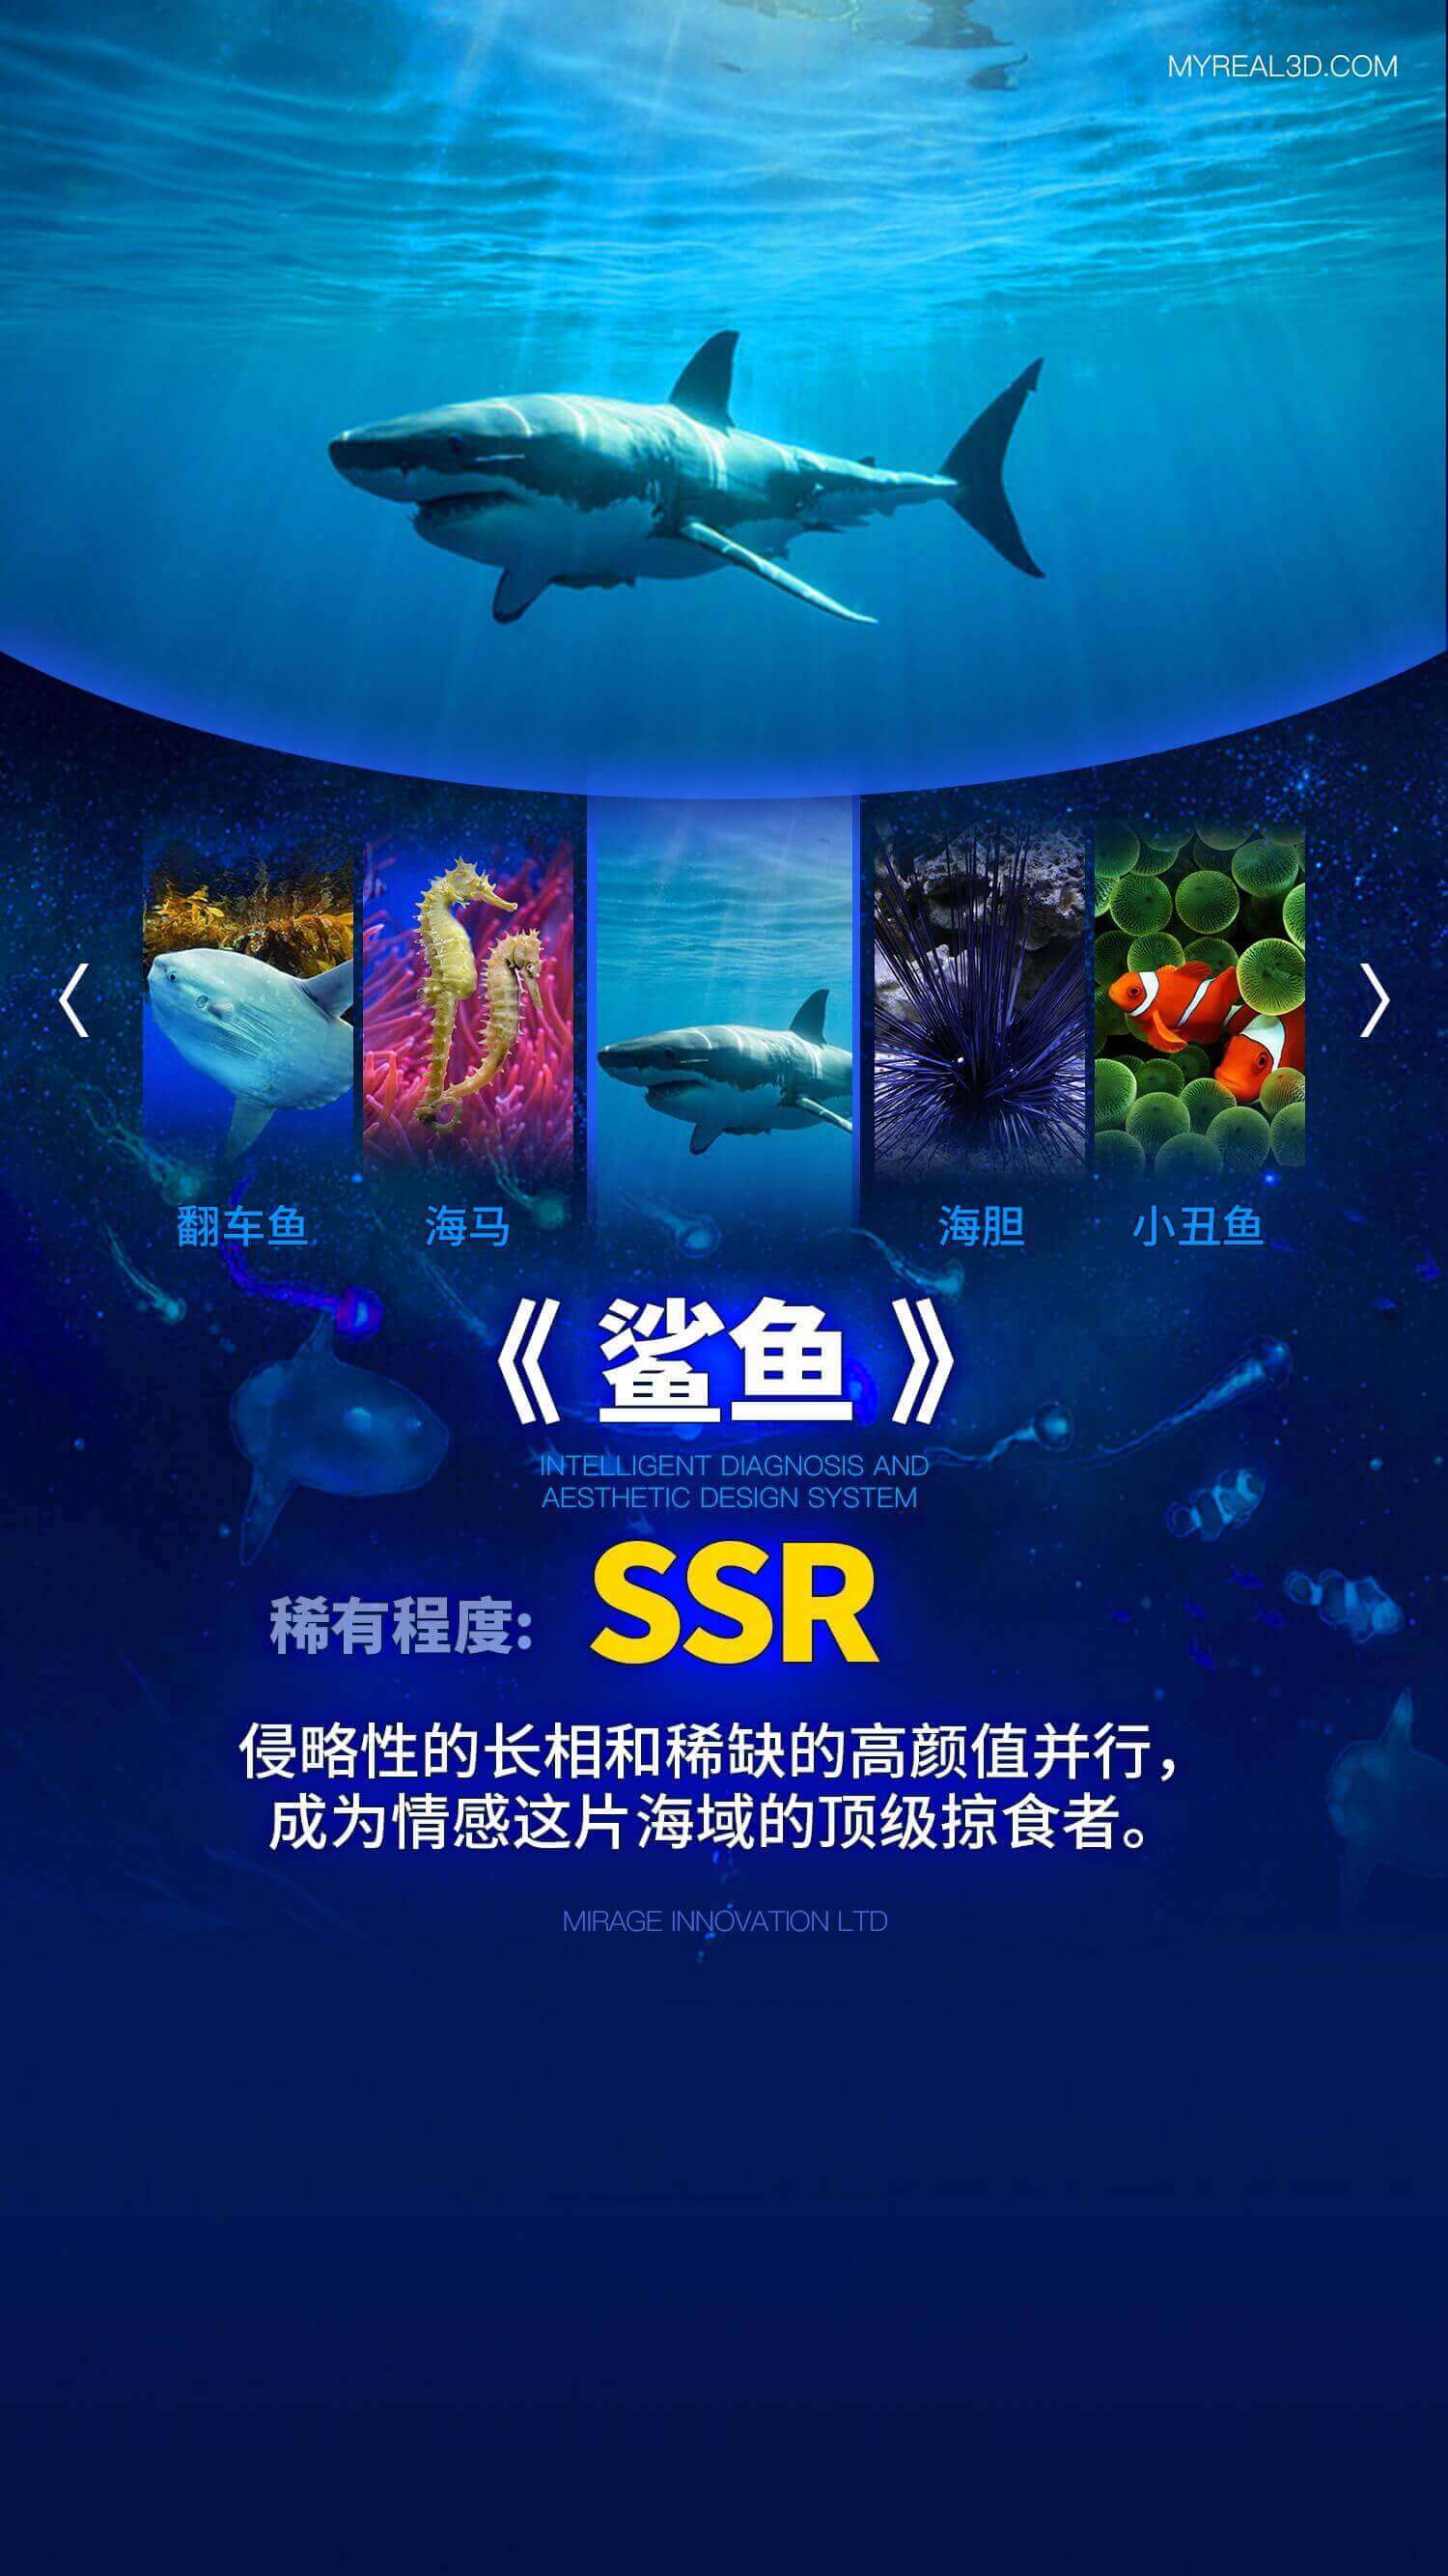 MYREAL3D.COM
翻车鱼
海马
海胆
小丑鱼
《鲨鱼》
INTELLIGENT DIAGNOSIS AND
AESTHETIC DESIGN SYSTEM
稀有程度: SSR
侵略性的长相和稀缺的高颜值并行，
成为情感这片海域的顶级掠食者。
MIRAGE INNOVATION LTD